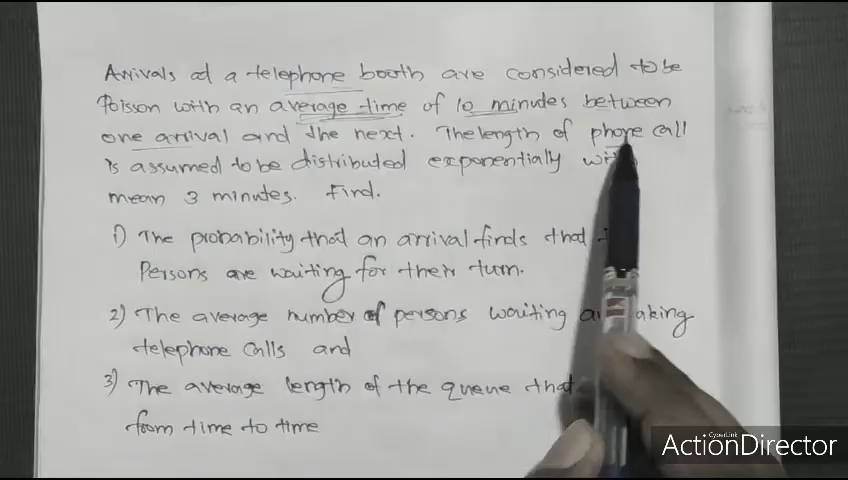 Arrivals at a telephone booth are considered to be
Poisson with an average time of 10 minutes between
one arrival and the next. The length of phone call
is assumed to be distributed exponentially with
mean 3 minutes. Find.
1) The probability that an arrival finds that
Persons are waiting for their turn.
2) The average number of persons waiting aking
telephone calls and
3) The average length of the queue that
from time to time
CyberLink
ActionDirector